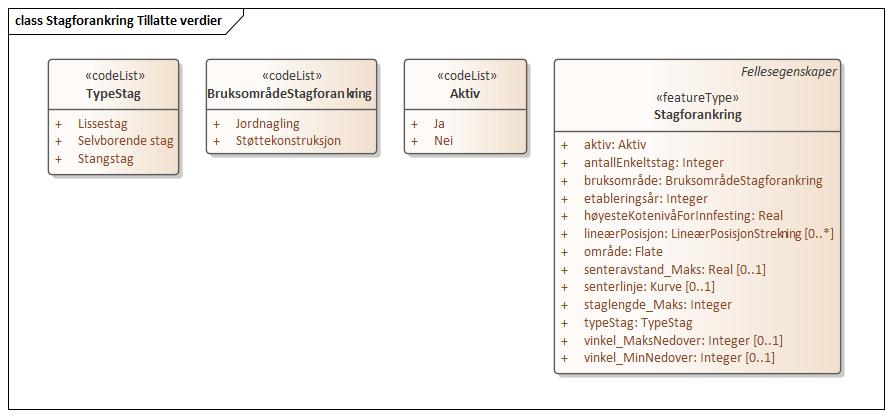 class Stagforankring Tillatte verdier
«codeList»
TypeStag
+ Lissestag
+ Selvborende stag
+ Stangstag
«codeList»
BruksområdeStagforankring
+ Jordnagling
+ Støttekonstruksjon
«codeList»
Aktiv
+ Ja
+ Nei
Fellesegenskaper
«featureType»
Stagforankring
+ aktiv: Aktiv
+ antallEnkeltstag: Integer
+ bruksområde: BruksområdeStagforankring
+ etableringsår: Integer
+ høyesteKotenivåForInnfesting: Real
+ lineærPosisjon: LineærPosisjonStrekning [0..*]
+ område: Flate
+ senteravstand_Maks: Real [0..1]
+ senterlinje: Kurve [0..1]
+ staglengde_Maks: Integer
+ typeStag: TypeStag
+ vinkel_MaksNedover: Integer [0..1]
+ vinkel_MinNedover: Integer [0..1]